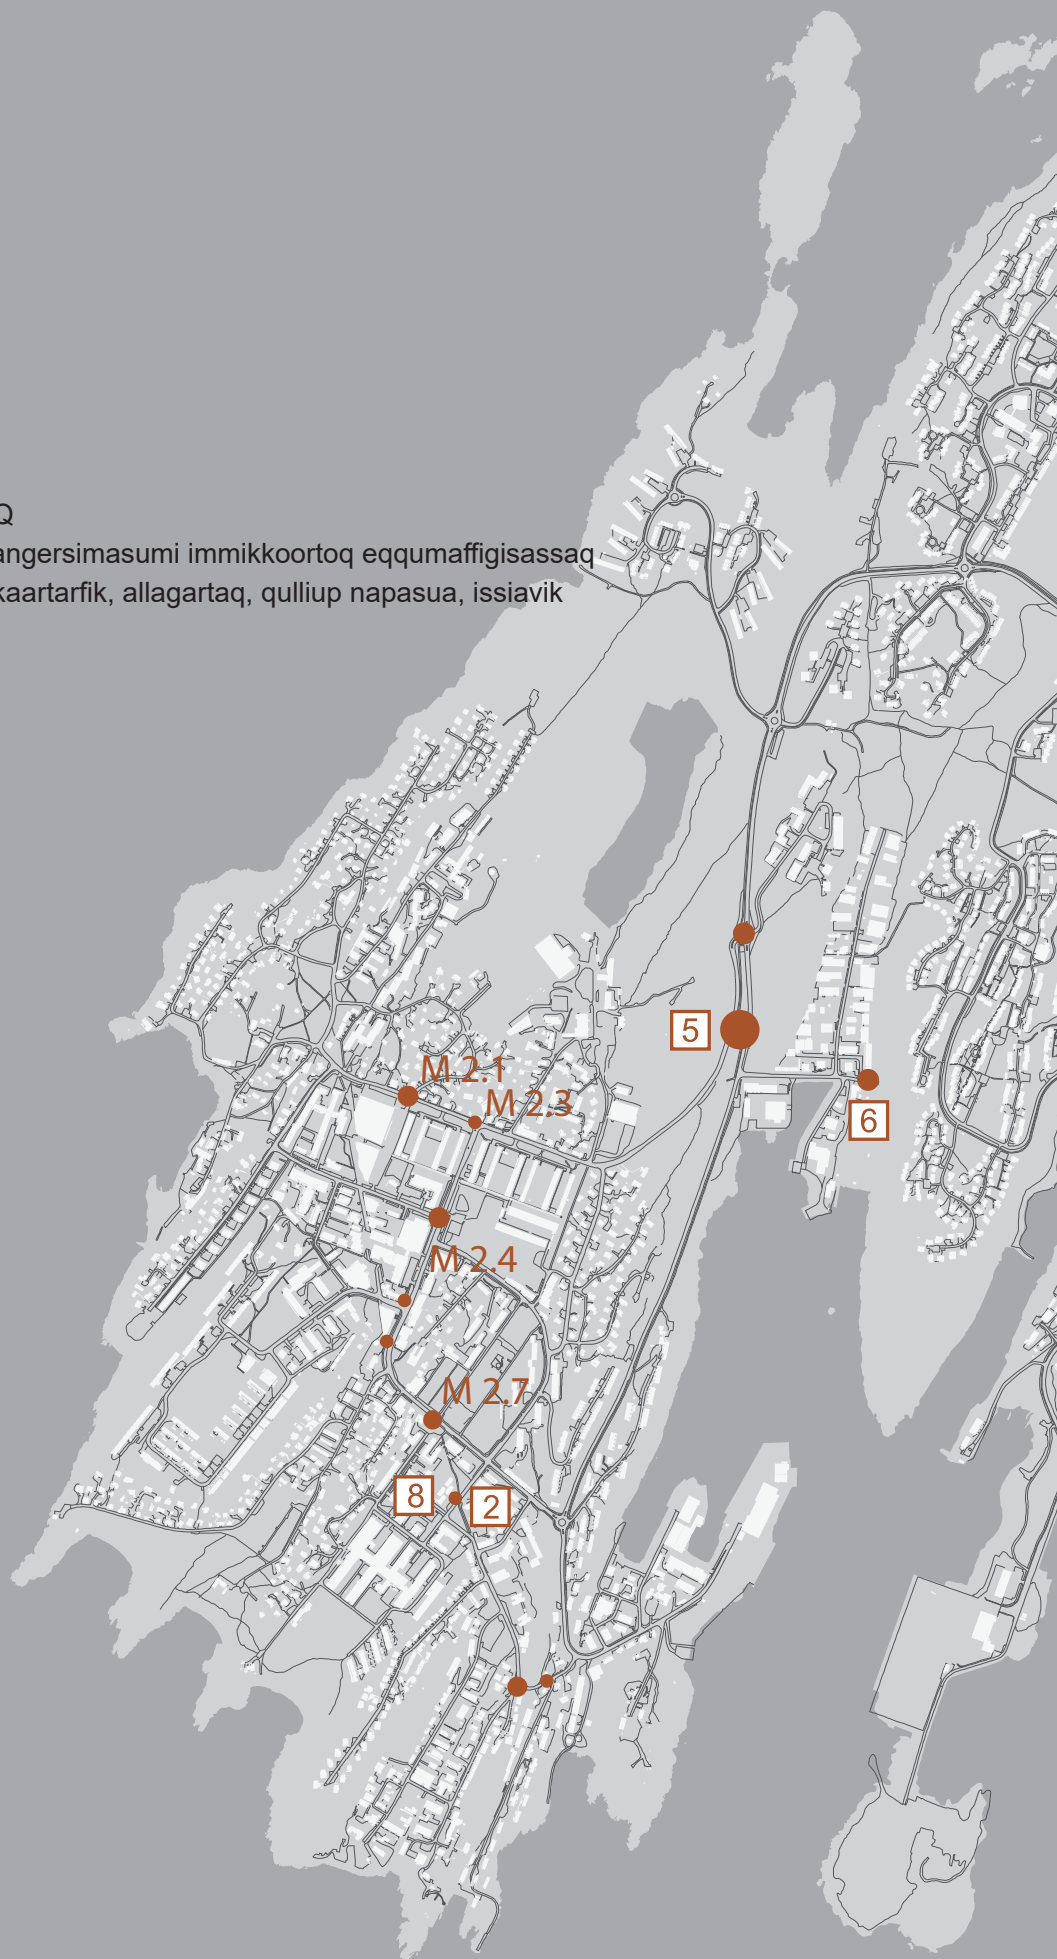 Q
angersimasumi immikkoortoq eqqumaffigisassaq
kaartarfik, allagartaq, qulliup napasua, issiavik
5
M 2.1
M 2.3
6
M 2.4
M 2.7
8
2